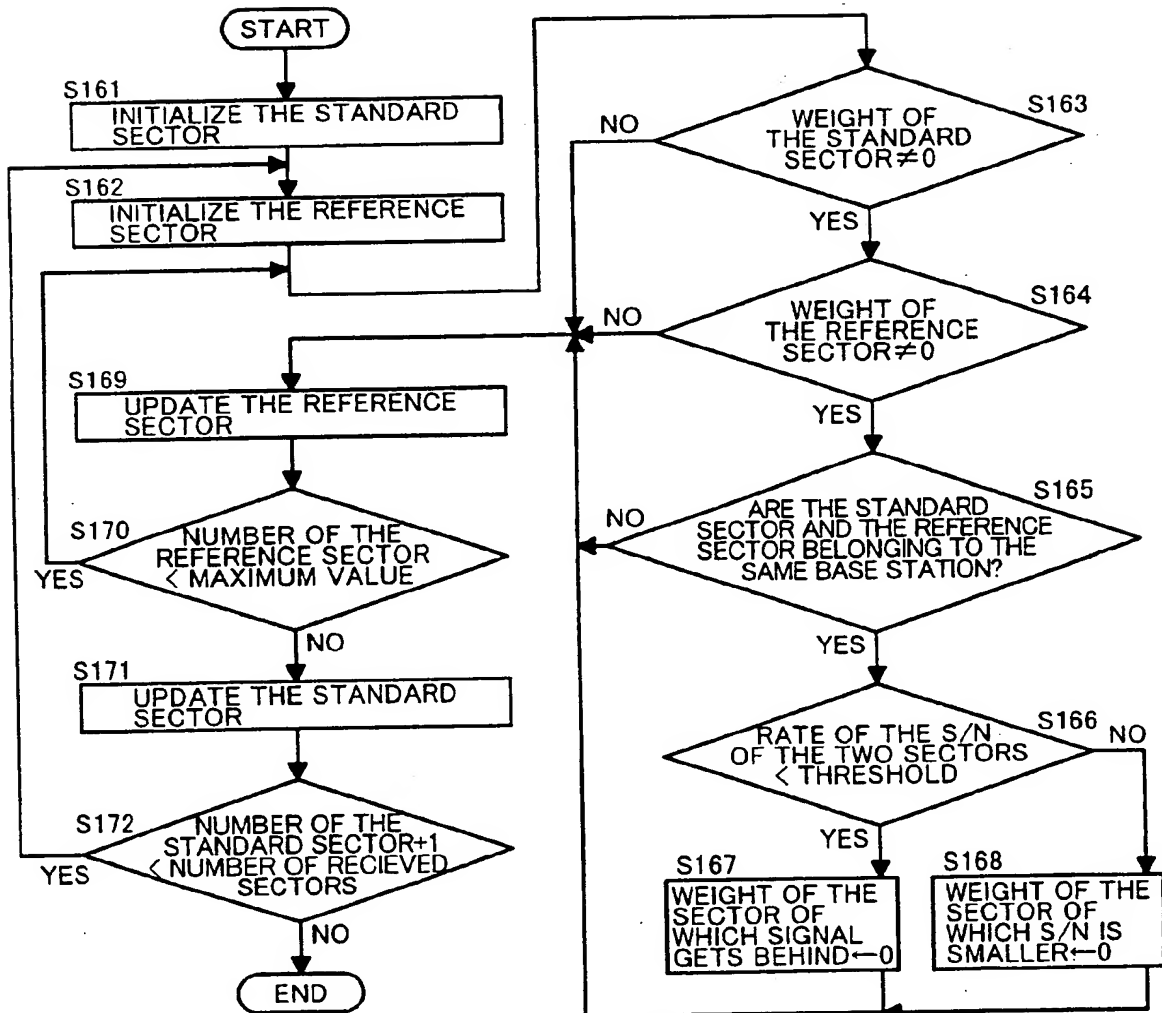 START
S161
INITIALIZE THE STANDARD
SECTOR
S162
INITIALIZE THE REFERENCE
SECTOR
S163
WEIGHT OF
THE STANDARD
SECTOR≠0
NO
YES
S164
WEIGHT OF
THE REFERENCE
SECTOR≠0
NO
YES
S165
ARE THE STANDARD
SECTOR AND THE REFERENCE
SECTOR BELONGING TO THE
SAME BASE STATION?
NO
YES
S166
RATE OF THE S/N
OF THE TWO SECTORS
< THRESHOLD
NO
YES
S167
WEIGHT OF THE
SECTOR OF
WHICH SIGNAL
GETS BEHIND←0
S168
WEIGHT OF THE
SECTOR OF
WHICH S/N IS
SMALLER←0
S169
UPDATE THE REFERENCE
SECTOR
S170
NUMBER OF THE
REFERENCE SECTOR
< MAXIMUM VALUE
YES
NO
S171
UPDATE THE STANDARD
SECTOR
S172
NUMBER OF THE
STANDARD SECTOR+1
< NUMBER OF RECIEVED
SECTORS
YES
NO
END